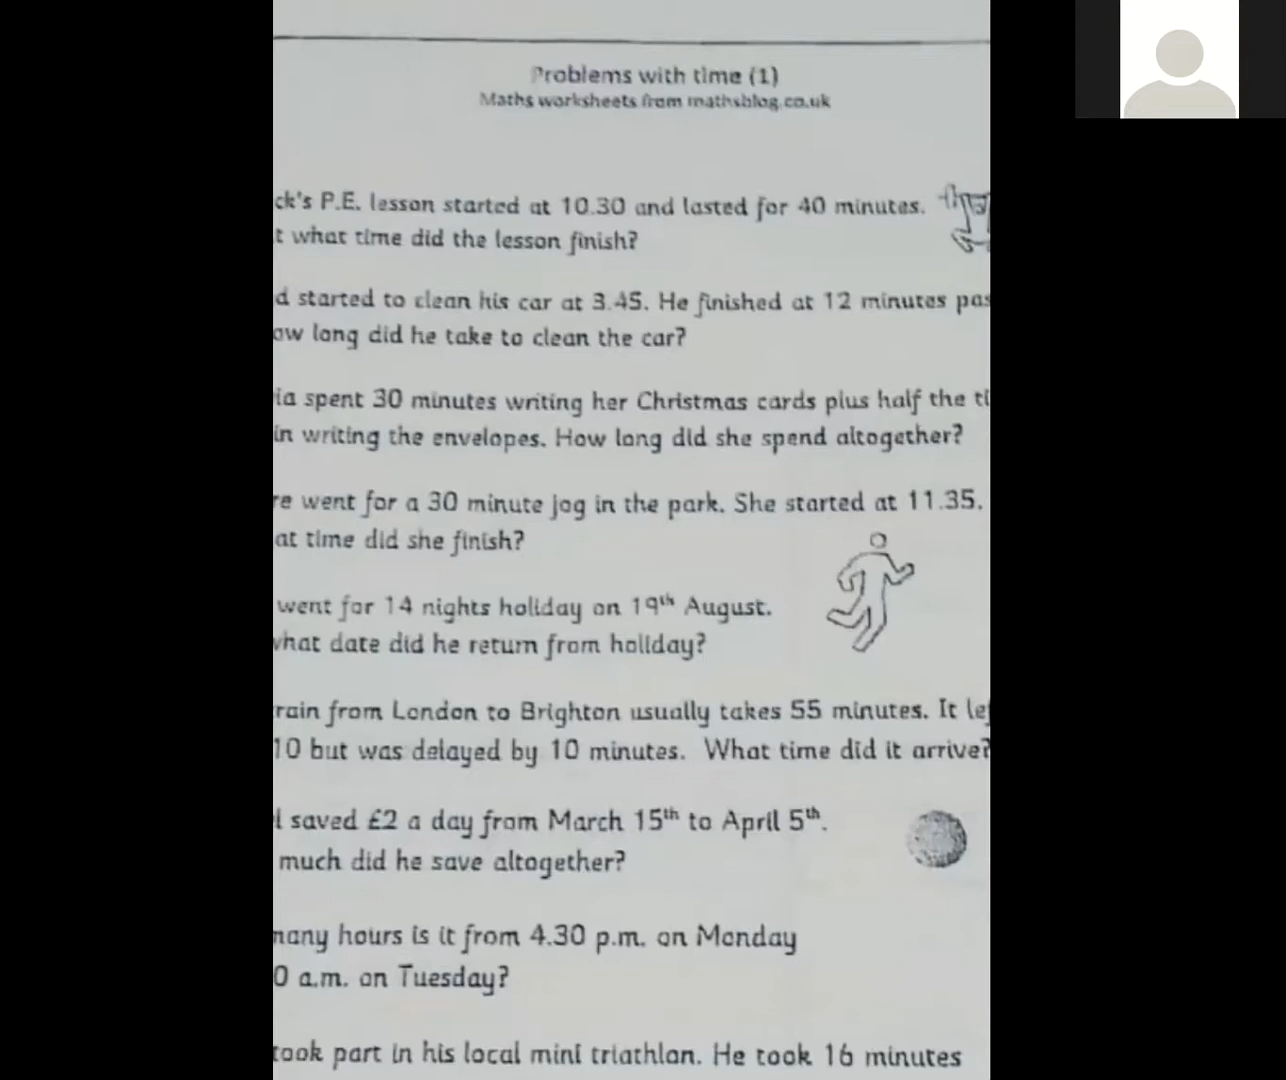 Problems with time (1)
Maths worksheets from mathsblog.co.uk
ck's P.E. lesson started at 10.30 and lasted for 40 minutes.
t what time did the lesson finish?
d started to clean his car at 3.45. He finished at 12 minutes pas
ow long did he take to clean the car?
ia spent 30 minutes writing her Christmas cards plus half the ti
in writing the envelopes. How long did she spend altogether?
re went for a 30 minute jog in the park. She started at 11.35.
at time did she finish?
went for 14 nights holiday on 19th August.
what date did he return from holiday?
rain from London to Brighton usually takes 55 minutes. It lef
10 but was delayed by 10 minutes. What time did it arrive?
l saved £2 a day from March 15th to April 5th.
much did he save altogether?
many hours is it from 4.30 p.m. on Monday
0 a.m. on Tuesday?
took part in his local mini triathlon. He took 16 minutes